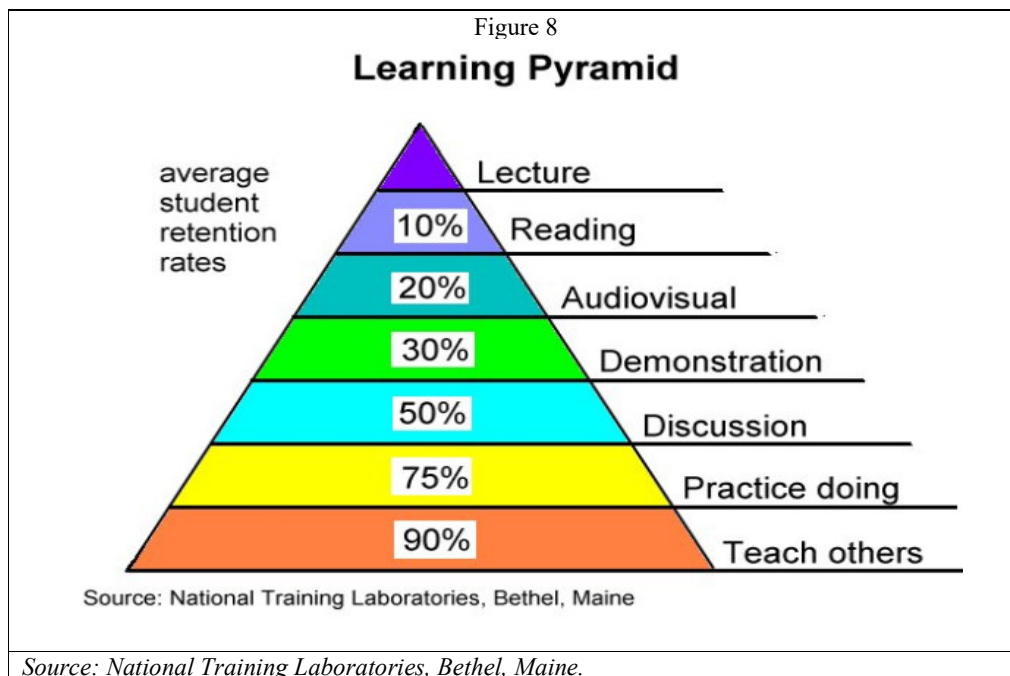 Figure 8
Learning Pyramid
average
student
retention
rates
Lecture
10% Reading
20% Audiovisual
30% Demonstration
50% Discussion
75% Practice doing
90% Teach others
Source: National Training Laboratories, Bethel, Maine
Source: National Training Laboratories, Bethel, Maine.